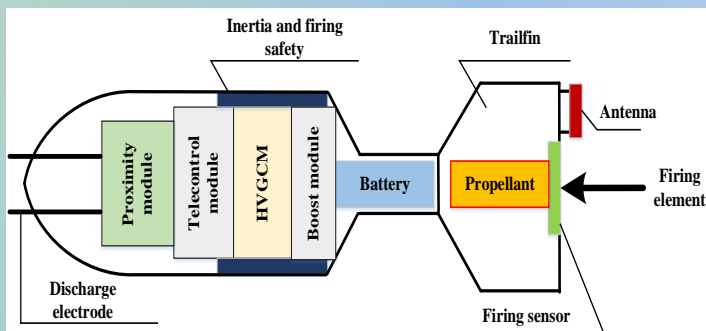 Inertia and firing
safety
Trailfin
Antenna
Proximity
module
Telecontrol
module
HVGCM
Boost module
Battery
Propellant
Firing
element
Discharge
electrode
Firing sensor